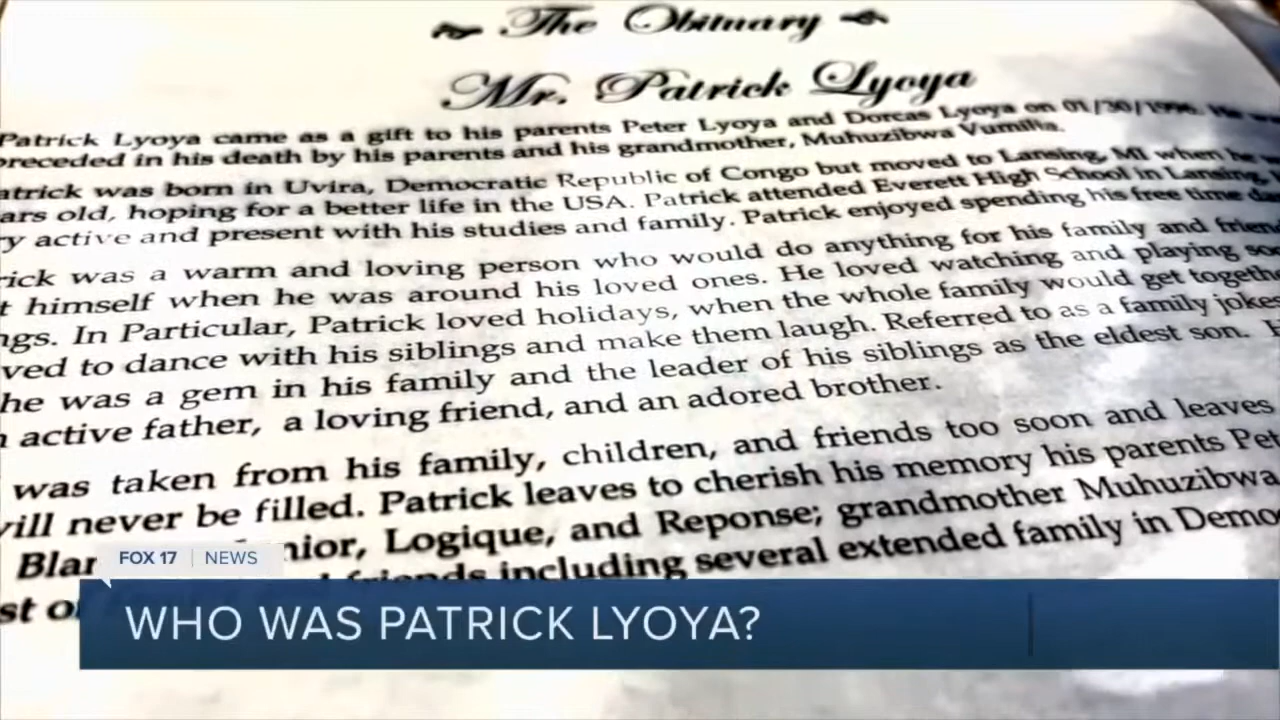 The Obituary
Mr. Patrick Lyoya
Patrick Lyoya came as a gift to his parents Peter Lyoya and Dorcas Lyoya on 01/30/1996. He
preceded in his death by his parents and his grandmother, Muhuzibwa Vumilia.
atrick was born in Uvira, Democratic Republic of Congo but moved to Lansing, MI when he w
ars old, hoping for a better life in the USA. Patrick attended Everett High School in Lansing,
ry active and present with his studies and family. Patrick enjoyed spending his free time da
rick was a warm and loving person who would do anything for his family and frien
t himself when he was around his loved ones. He loved watching and playing soc
ngs. In Particular, Patrick loved holidays, when the whole family would get togethe
ved to dance with his siblings and make them laugh. Referred to as a family jokes
he was a gem in his family and the leader of his siblings as the eldest son. H
n active father, a loving friend, and an adored brother.
was taken from his family, children, and friends too soon and leaves
vill never be filled. Patrick leaves to cherish his memory his parents Pet
Blan nior, Logique, and Reponse; grandmother Muhuzibwa
st of friends including several extended family in Demo
FOX 17 | NEWS
WHO WAS PATRICK LYOYA?